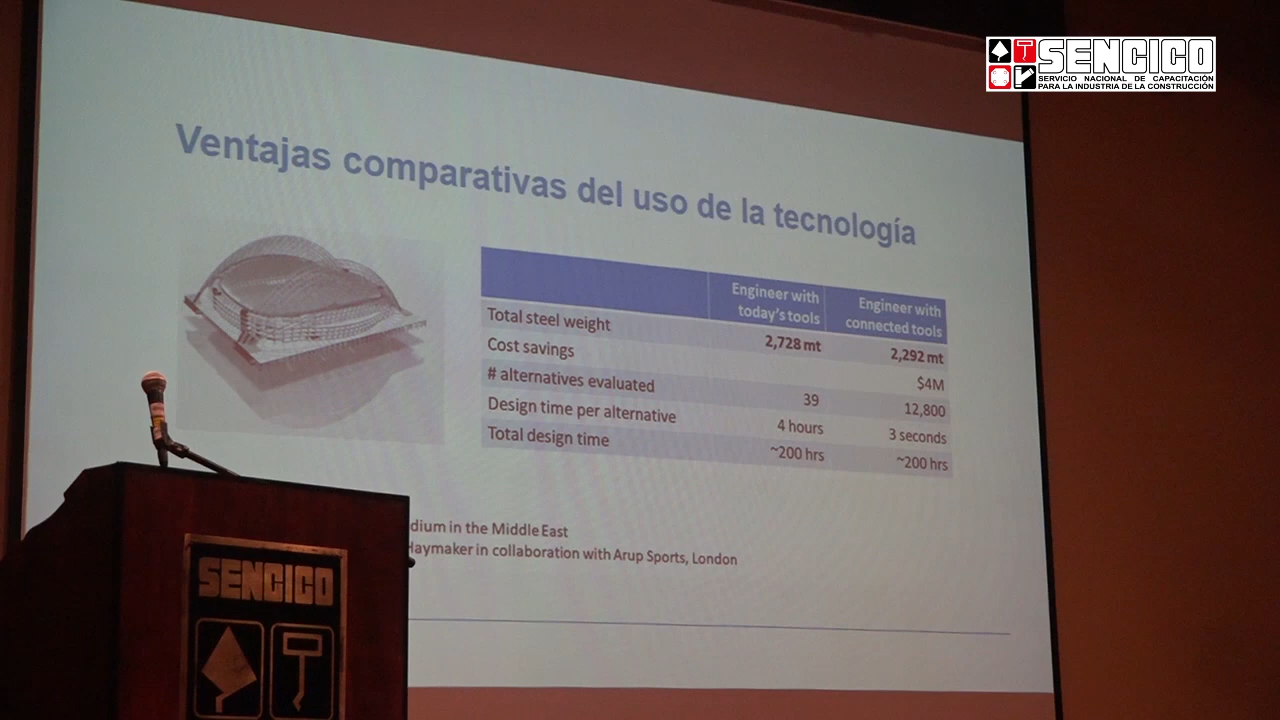 SENCICO
SERVICIO NACIONAL DE CAPACITACIÓN
PARA LA INDUSTRIA DE LA CONSTRUCCIÓN
Ventajas comparativas del uso de la tecnología
Engineer with today's tools
Engineer with connected tools
Total steel weight 2,728 mt 2,292 mt
Cost savings $4M
# alternatives evaluated 39 12,800
Design time per alternative 4 hours 3 seconds
Total design time ~200 hrs ~200 hrs
in the Middle East
in collaboration with Arup Sports, London
SENCICO